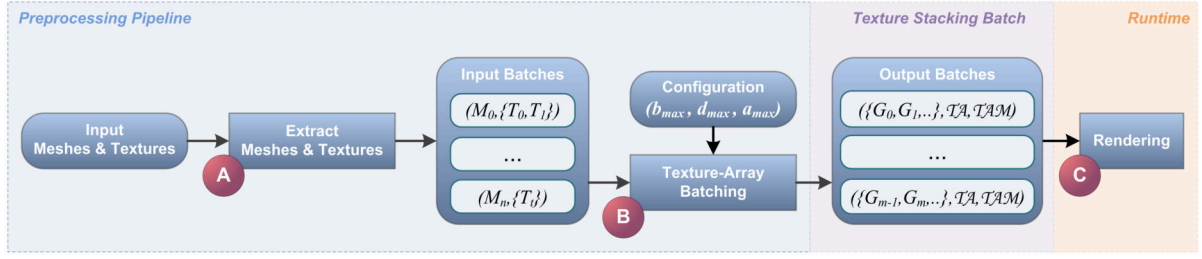 Preprocessing Pipeline
Texture Stacking Batch
Runtime
Input
Meshes & Textures
A
Extract
Meshes & Textures
Input Batches
(M0,{T0,T1})
...
(Mn,{Tt})
Configuration
(bmax, dmax, amax)
Texture-Array
Batching
B
Output Batches
({G0,G1,..},TA,TAM)
...
({Gm-1,Gm,..},TA,TAM)
Rendering
C